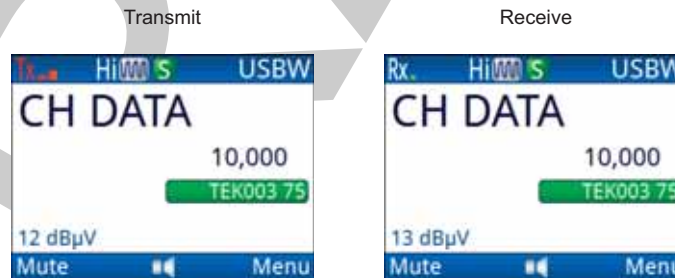 Transmit
Receive
Tx Hi S USBW
CH DATA
10,000
TEK003 75
12 dBµV
Mute Menu
Rx Hi S USBW
CH DATA
10,000
TEK003 75
13 dBµV
Mute Menu